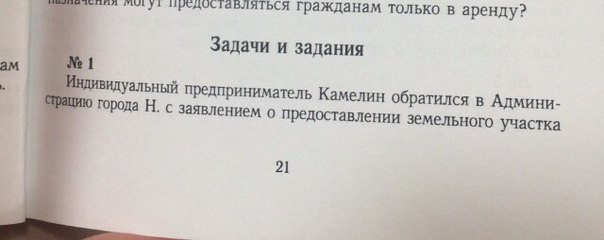 назначения могут предоставляться гражданам только в аренду?
Задачи и задания
ам
№ 1
Индивидуальный предприниматель Камелин обратился в Админи-
страцию города Н. с заявлением о предоставлении земельного участка
21